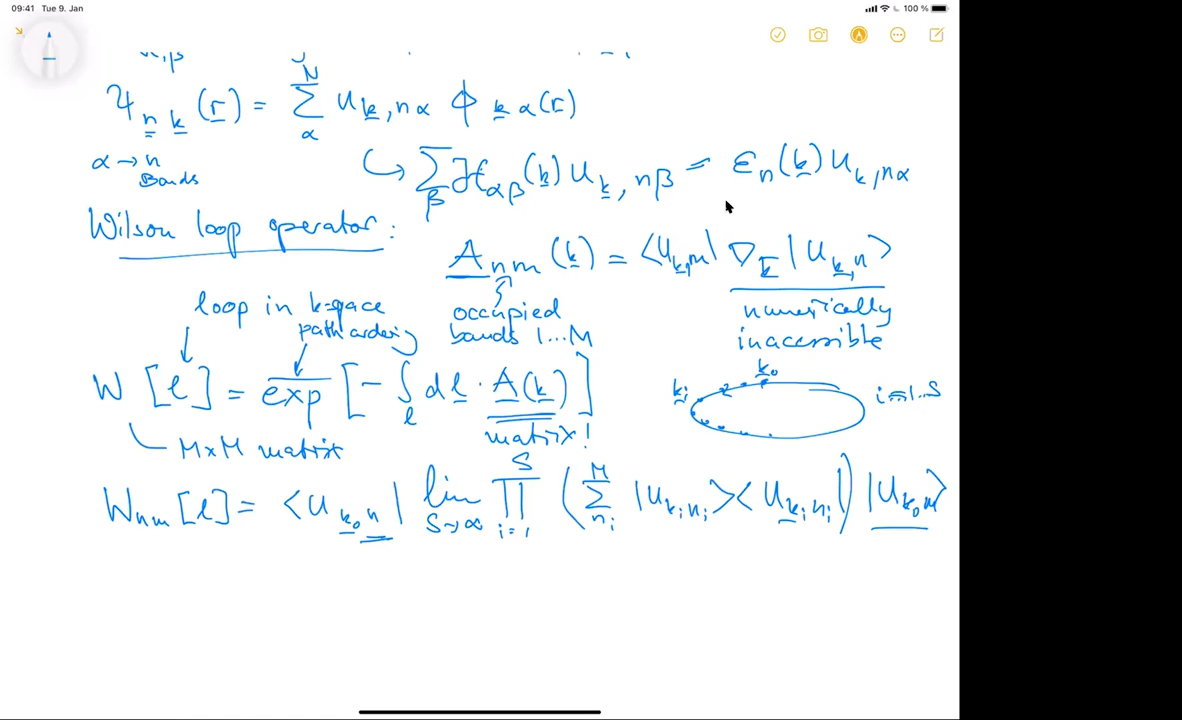 09:41 Tue 9. Jan 100 %
ψ_{n k}(r) = Σ_α^N u_{k,nα} ϕ_{kα}(r)
α → n
Bands
↪ Σ_β ℋ_{αβ}(k) u_{k,nβ} = ε_n(k) u_{k,nα}
Wilson loop operator:
A_{nm}(k) = ⟨u_{k,m}| ∇_k |u_{k,n}⟩
occupied
bands 1...M
numerically
inacessible
loop in k-space
path ordering
W[ℓ] = exp [ - ∫_ℓ dℓ · A(k) ]
matrix!
M×M matrix
k_0
k_i
i=1..S
W_{nm}[ℓ] = ⟨u_{k_0 n}| lim_{S→∞} ∏_{i=1}^S ( Σ_{n_i}^M |u_{k_i n_i}⟩⟨u_{k_i n_i}| ) |u_{k_0 m}⟩